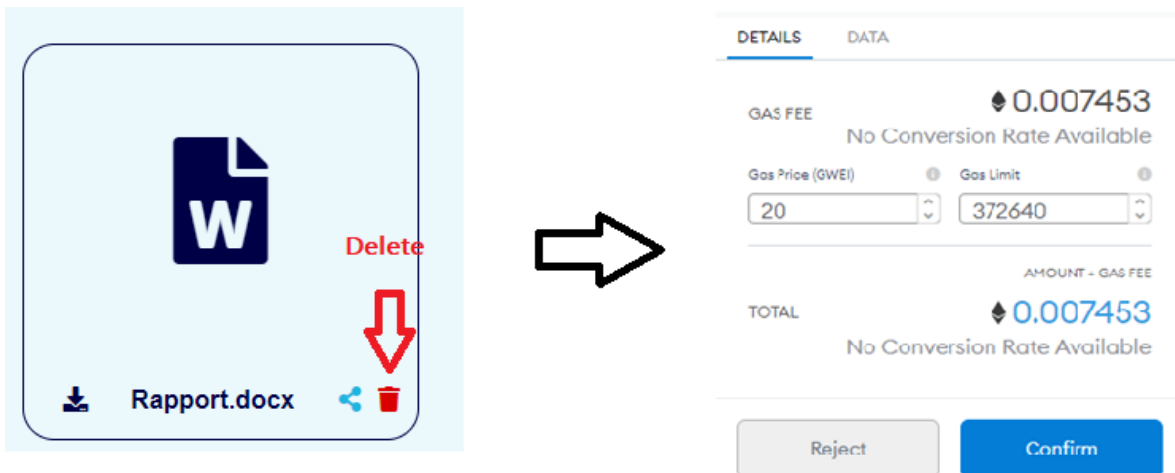 W
Delete
Rapport.docx
DETAILS DATA
GAS FEE 0.007453
No Conversion Rate Available
Gas Price (GWEI) Gas Limit
20 372640
AMOUNT + GAS FEE
TOTAL 0.007453
No Conversion Rate Available
Reject Confirm